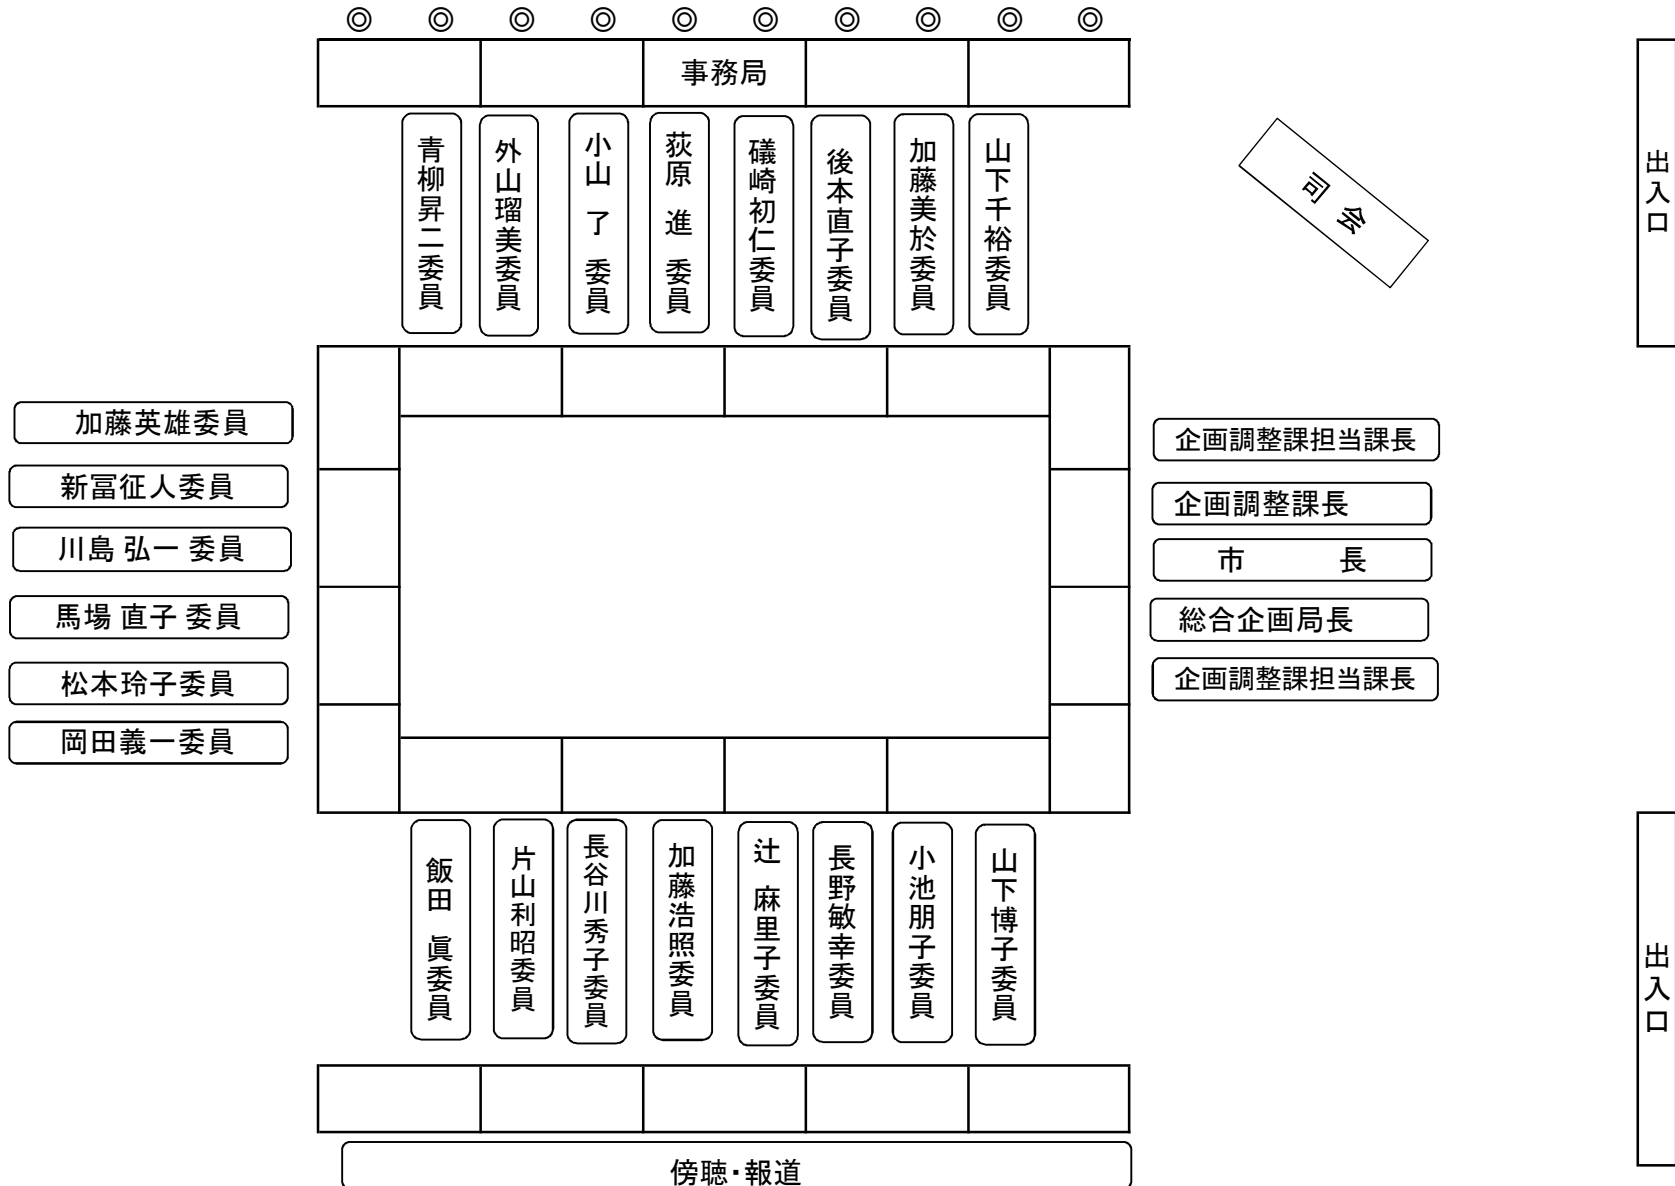 ◎ ◎ ◎ ◎ ◎ ◎ ◎ ◎ ◎ ◎
事務局
青柳昇二委員
外山瑠美委員
小山 了 委員
荻原 進 委員
礒崎初仁委員
後本直子委員
加藤美於委員
山下千裕委員
司会
出入口
加藤英雄委員
新冨征人委員
川島 弘一 委員
馬場 直子 委員
松本玲子委員
岡田義一委員
企画調整課担当課長
企画調整課長
市 長
総合企画局長
企画調整課担当課長
飯田 眞委員
片山利昭委員
長谷川秀子委員
加藤浩照委員
辻 麻里子委員
長野敏幸委員
小池朋子委員
山下博子委員
出入口
傍聴・報道